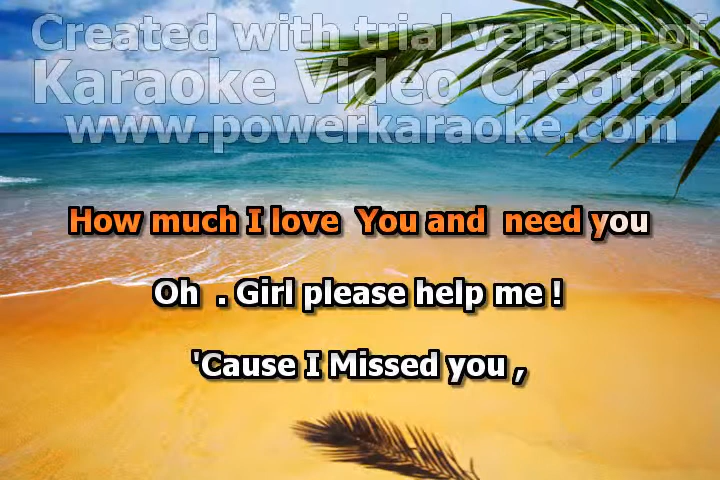 Created with trial version of
Karaoke Video Creator
www.powerkaraoke.com
How much I love  You and  need you
Oh  . Girl please help me !
'Cause I Missed you ,